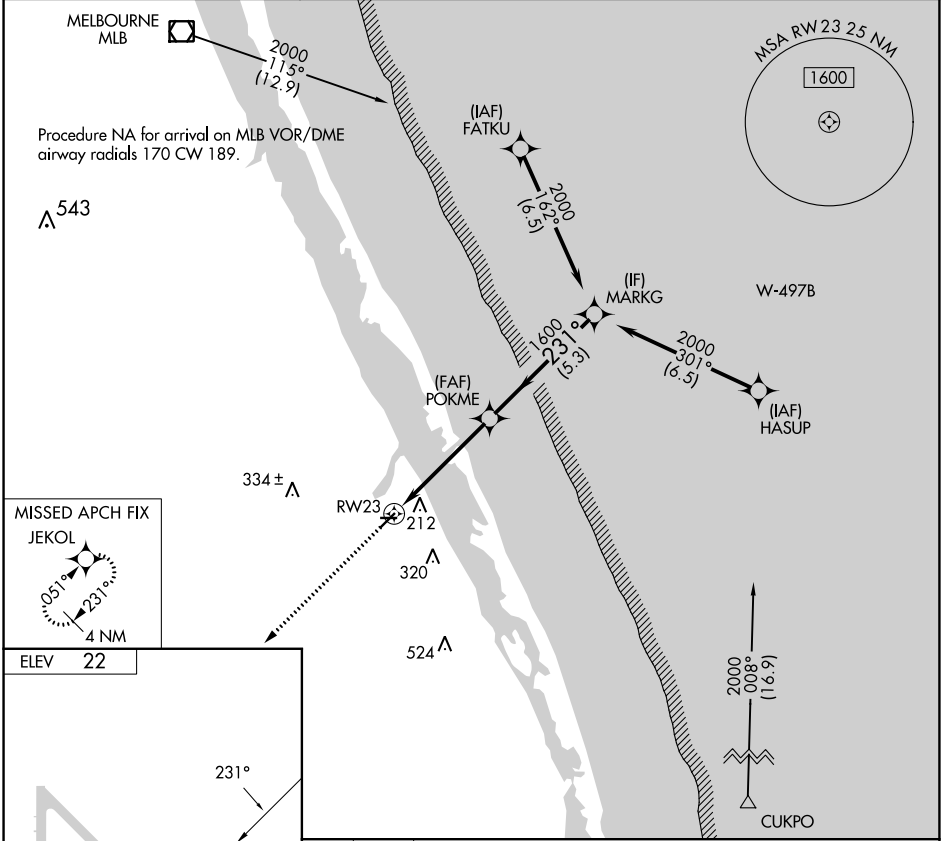 MELBOURNE
MLB
2000
115°
(12.9)
MSA RW23 25 NM
1600
Procedure NA for arrival on MLB VOR/DME
airway radials 170 CW 189.
(IAF)
FATKU
543
2000
162°
(6.5)
(IF)
MARKG
W-497B
1600
231°
(5.3)
2000
301°
(6.5)
(IAF)
HASUP
(FAF)
POKME
334 ±
RW23
212
320
524
MISSED APCH FIX
JEKOL
051°
231°
4 NM
ELEV 22
231°
2000
008°
(16.9)
CUKPO